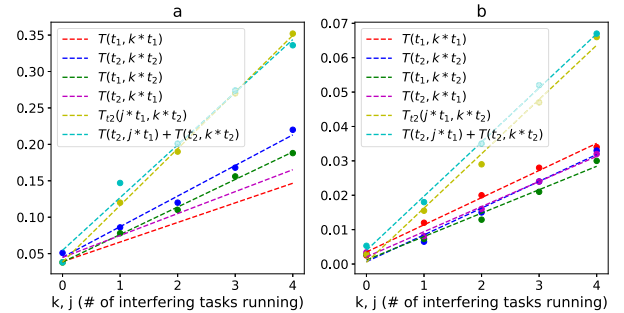 a
0.35
0.30
0.25
0.20
0.15
0.10
0.05
T(t₁, k * t₁)
T(t₂, k * t₂)
T(t₁, k * t₂)
T(t₂, k * t₁)
Tₜ₂(j * t₁, k * t₂)
T(t₂, j * t₁) + T(t₂, k * t₂)
0 1 2 3 4
k, j (# of interfering tasks running)
b
0.07
0.06
0.05
0.04
0.03
0.02
0.01
0.00
T(t₁, k * t₁)
T(t₂, k * t₂)
T(t₁, k * t₂)
T(t₂, k * t₁)
Tₜ₂(j * t₁, k * t₂)
T(t₂, j * t₁) + T(t₂, k * t₂)
0 1 2 3 4
k, j (# of interfering tasks running)